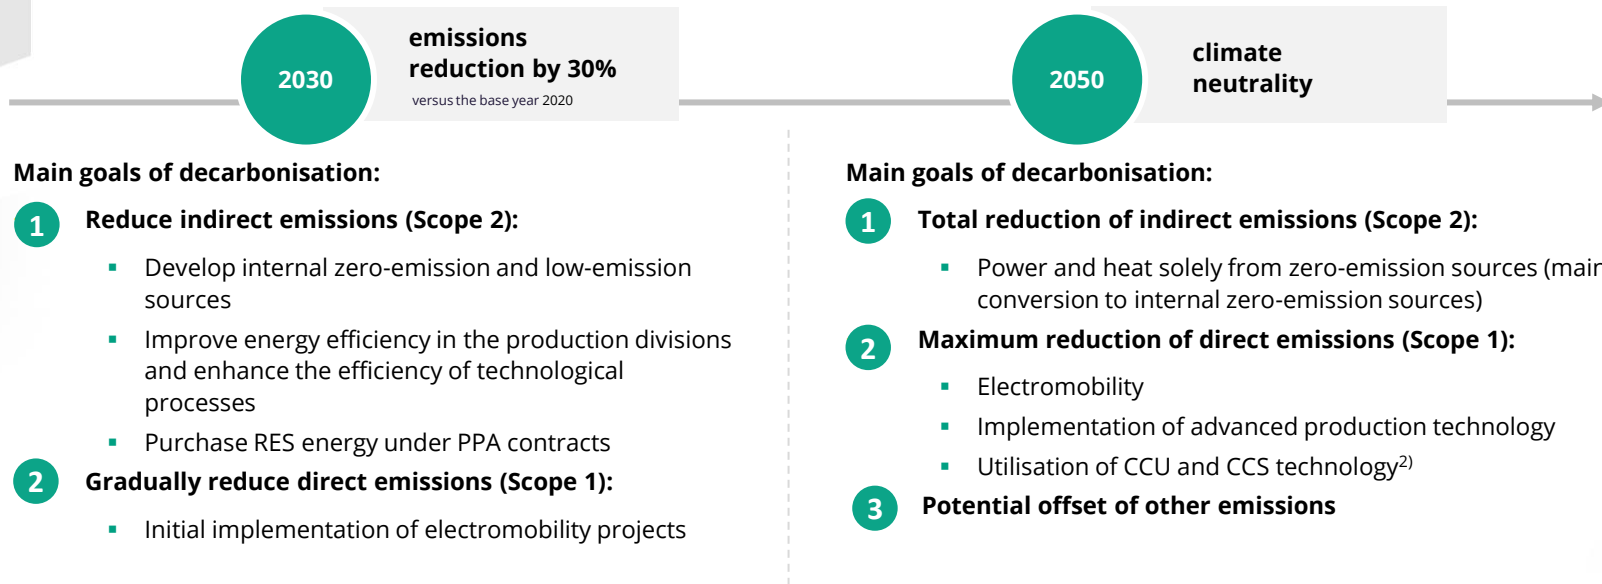 2030
emissions
reduction by 30%
versus the base year 2020
Main goals of decarbonisation:
1 Reduce indirect emissions (Scope 2):
▪ Develop internal zero-emission and low-emission
sources
▪ Improve energy efficiency in the production divisions
and enhance the efficiency of technological
processes
▪ Purchase RES energy under PPA contracts
2 Gradually reduce direct emissions (Scope 1):
▪ Initial implementation of electromobility projects
2050
climate
neutrality
Main goals of decarbonisation:
1 Total reduction of indirect emissions (Scope 2):
▪ Power and heat solely from zero-emission sources
conversion to internal zero-emission sources)
2 Maximum reduction of direct emissions (Scope 1):
▪ Electromobility
▪ Implementation of advanced production technology
▪ Utilisation of CCU and CCS technology2)
3 Potential offset of other emissions